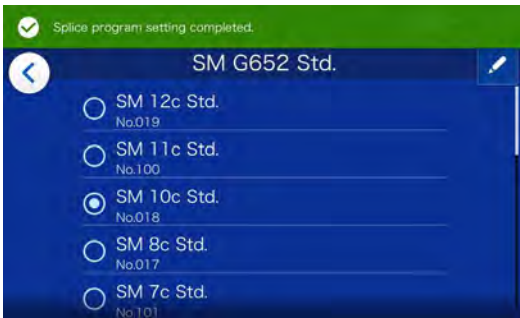 Splice program setting completed.
SM G652 Std.
SM 12c Std.
No.019
SM 11c Std.
No.100
SM 10c Std.
No.018
SM 8c Std.
No.017
SM 7c Std.
No.101